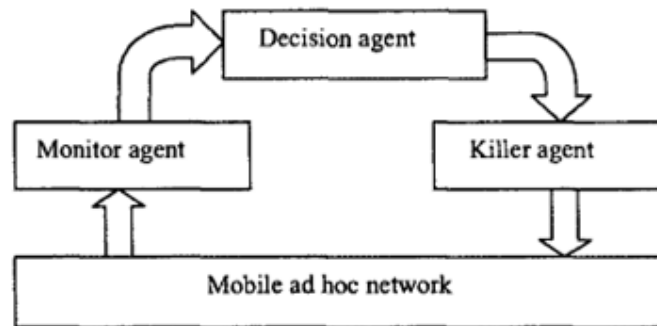 Decision agent
Monitor agent
Killer agent
Mobile ad hoc network